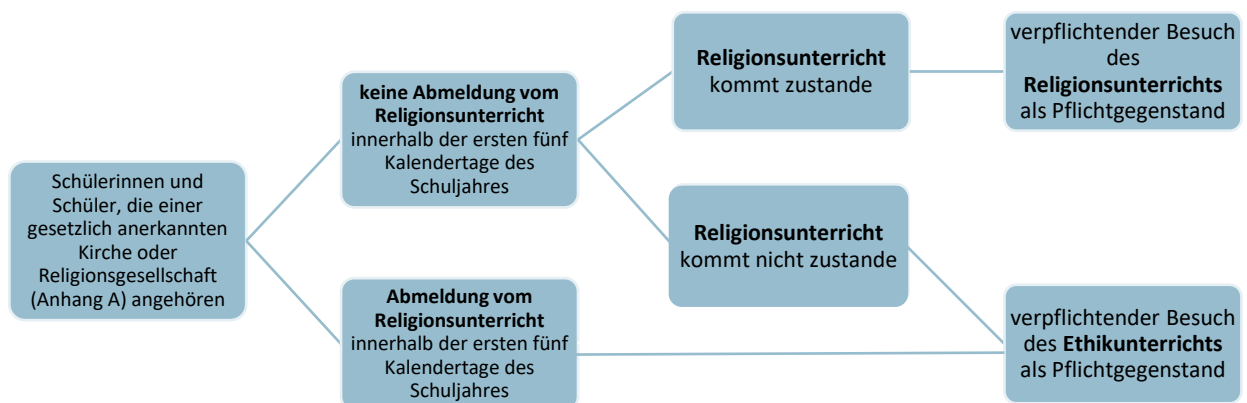 Schülerinnen und
Schüler, die einer
gesetzlich anerkannten
Kirche oder
Religionsgesellschaft
(Anhang A) angehören
keine Abmeldung vom
Religionsunterricht
innerhalb der ersten fünf
Kalendertage des
Schuljahres
Abmeldung vom
Religionsunterricht
innerhalb der ersten fünf
Kalendertage des
Schuljahres
Religionsunterricht
kommt zustande
Religionsunterricht
kommt nicht zustande
verpflichtender Besuch
des
Religionsunterrichts
als Pflichtgegenstand
verpflichtender Besuch
des Ethikunterrichts
als Pflichtgegenstand